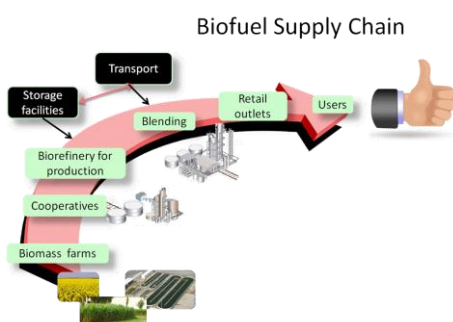 Biofuel Supply Chain
Transport
Storage
facilities
Retail
outlets
Users
Blending
Biorefinery for
production
Cooperatives
Biomass farms